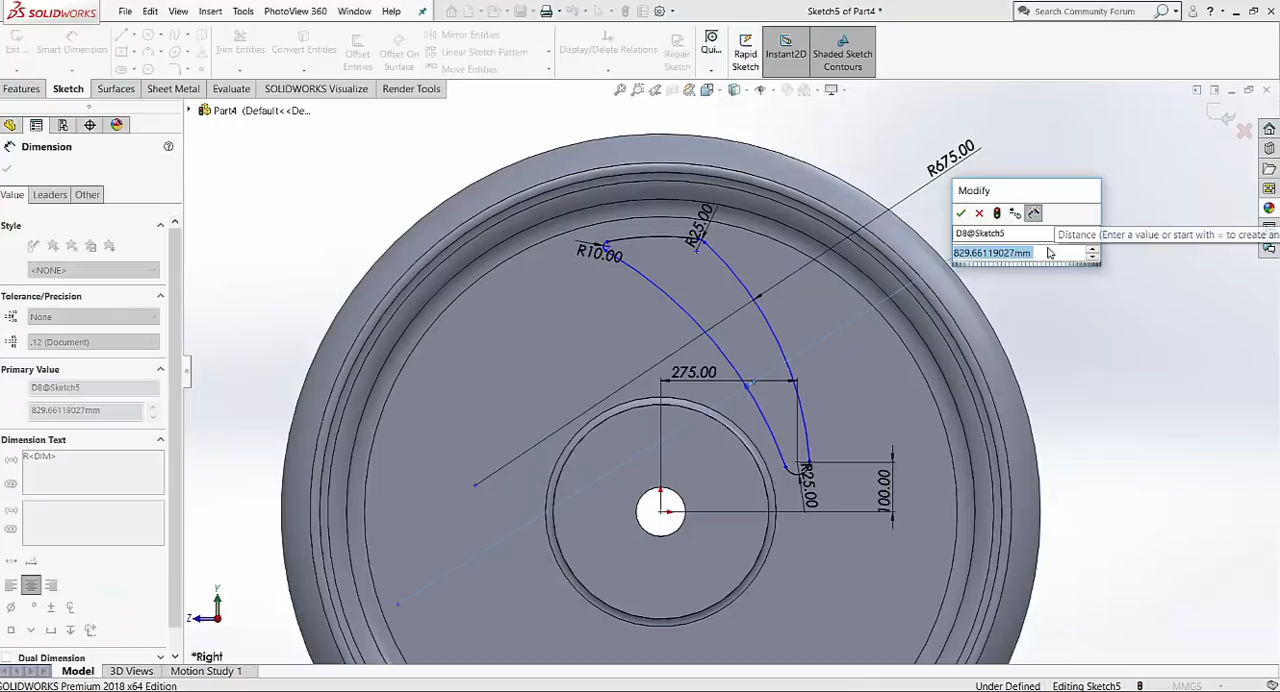 SOLIDWORKS
File Edit View Insert Tools PhotoView 360 Window Help
Sketch5 of Part4 *
Search Community Forum
Exit ...
Smart Dimension
Trim Entities
Convert Entities
Offset Entities
Offset On Surface
Mirror Entities
Linear Sketch Pattern
Move Entities
Display/Delete Relations
Repair Sketch
Qui...
Rapid Sketch
Instant2D
Shaded Sketch Contours
Features Sketch Surfaces Evaluate Sheet Metal SOLIDWORKS Visualize Render Tools
Part4 (Default<<De...
Dimension
Value Leaders Other
Style
<NONE>
Tolerance/Precision
None
.12 (Document)
Primary Value
D8@Sketch5
829.66119027mm
Dimension Text
R<DIM>
Dual Dimension
R675.00
R25.00
R10.00
275.00
R25.00
100.00
Modify
D8@Sketch5
Distance (Enter a value or start with = to create an
829.66119027mm
Y
Z
*Right
Model 3D Views Motion Study 1
SOLIDWORKS Premium 2018 x64 Edition
Under Defined Editing Sketch5 MMGS